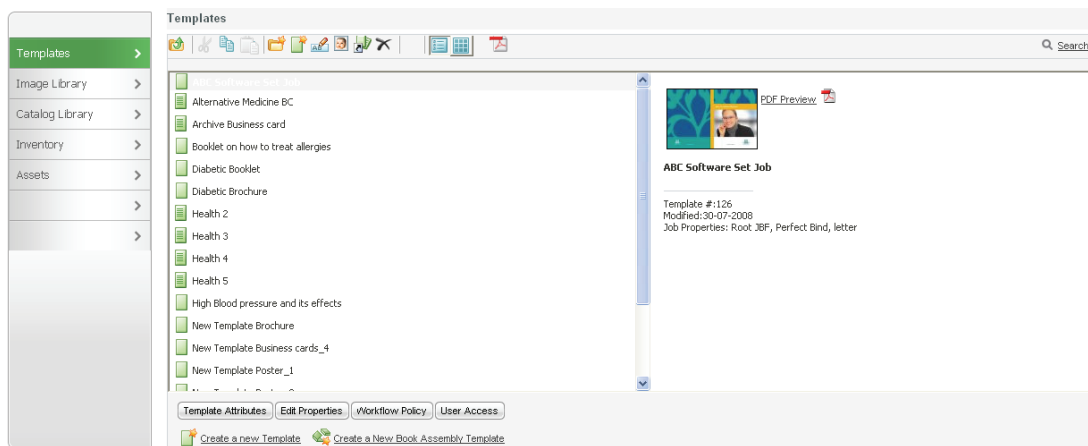 Templates
Search
Templates
Image Library
Catalog Library
Inventory
Assets
ABC Software Set Job
Alternative Medicine BC
Archive Business card
Booklet on how to treat allergies
Diabetic Booklet
Diabetic Brochure
Health 2
Health 3
Health 4
Health 5
High Blood pressure and its effects
New Template Brochure
New Template Business cards_4
New Template Poster_1
PDF Preview
ABC Software Set Job
Template #:126
Modified:30-07-2008
Job Properties: Root JBF, Perfect Bind, letter
Template Attributes
Edit Properties
Workflow Policy
User Access
Create a new Template
Create a New Book Assembly Template